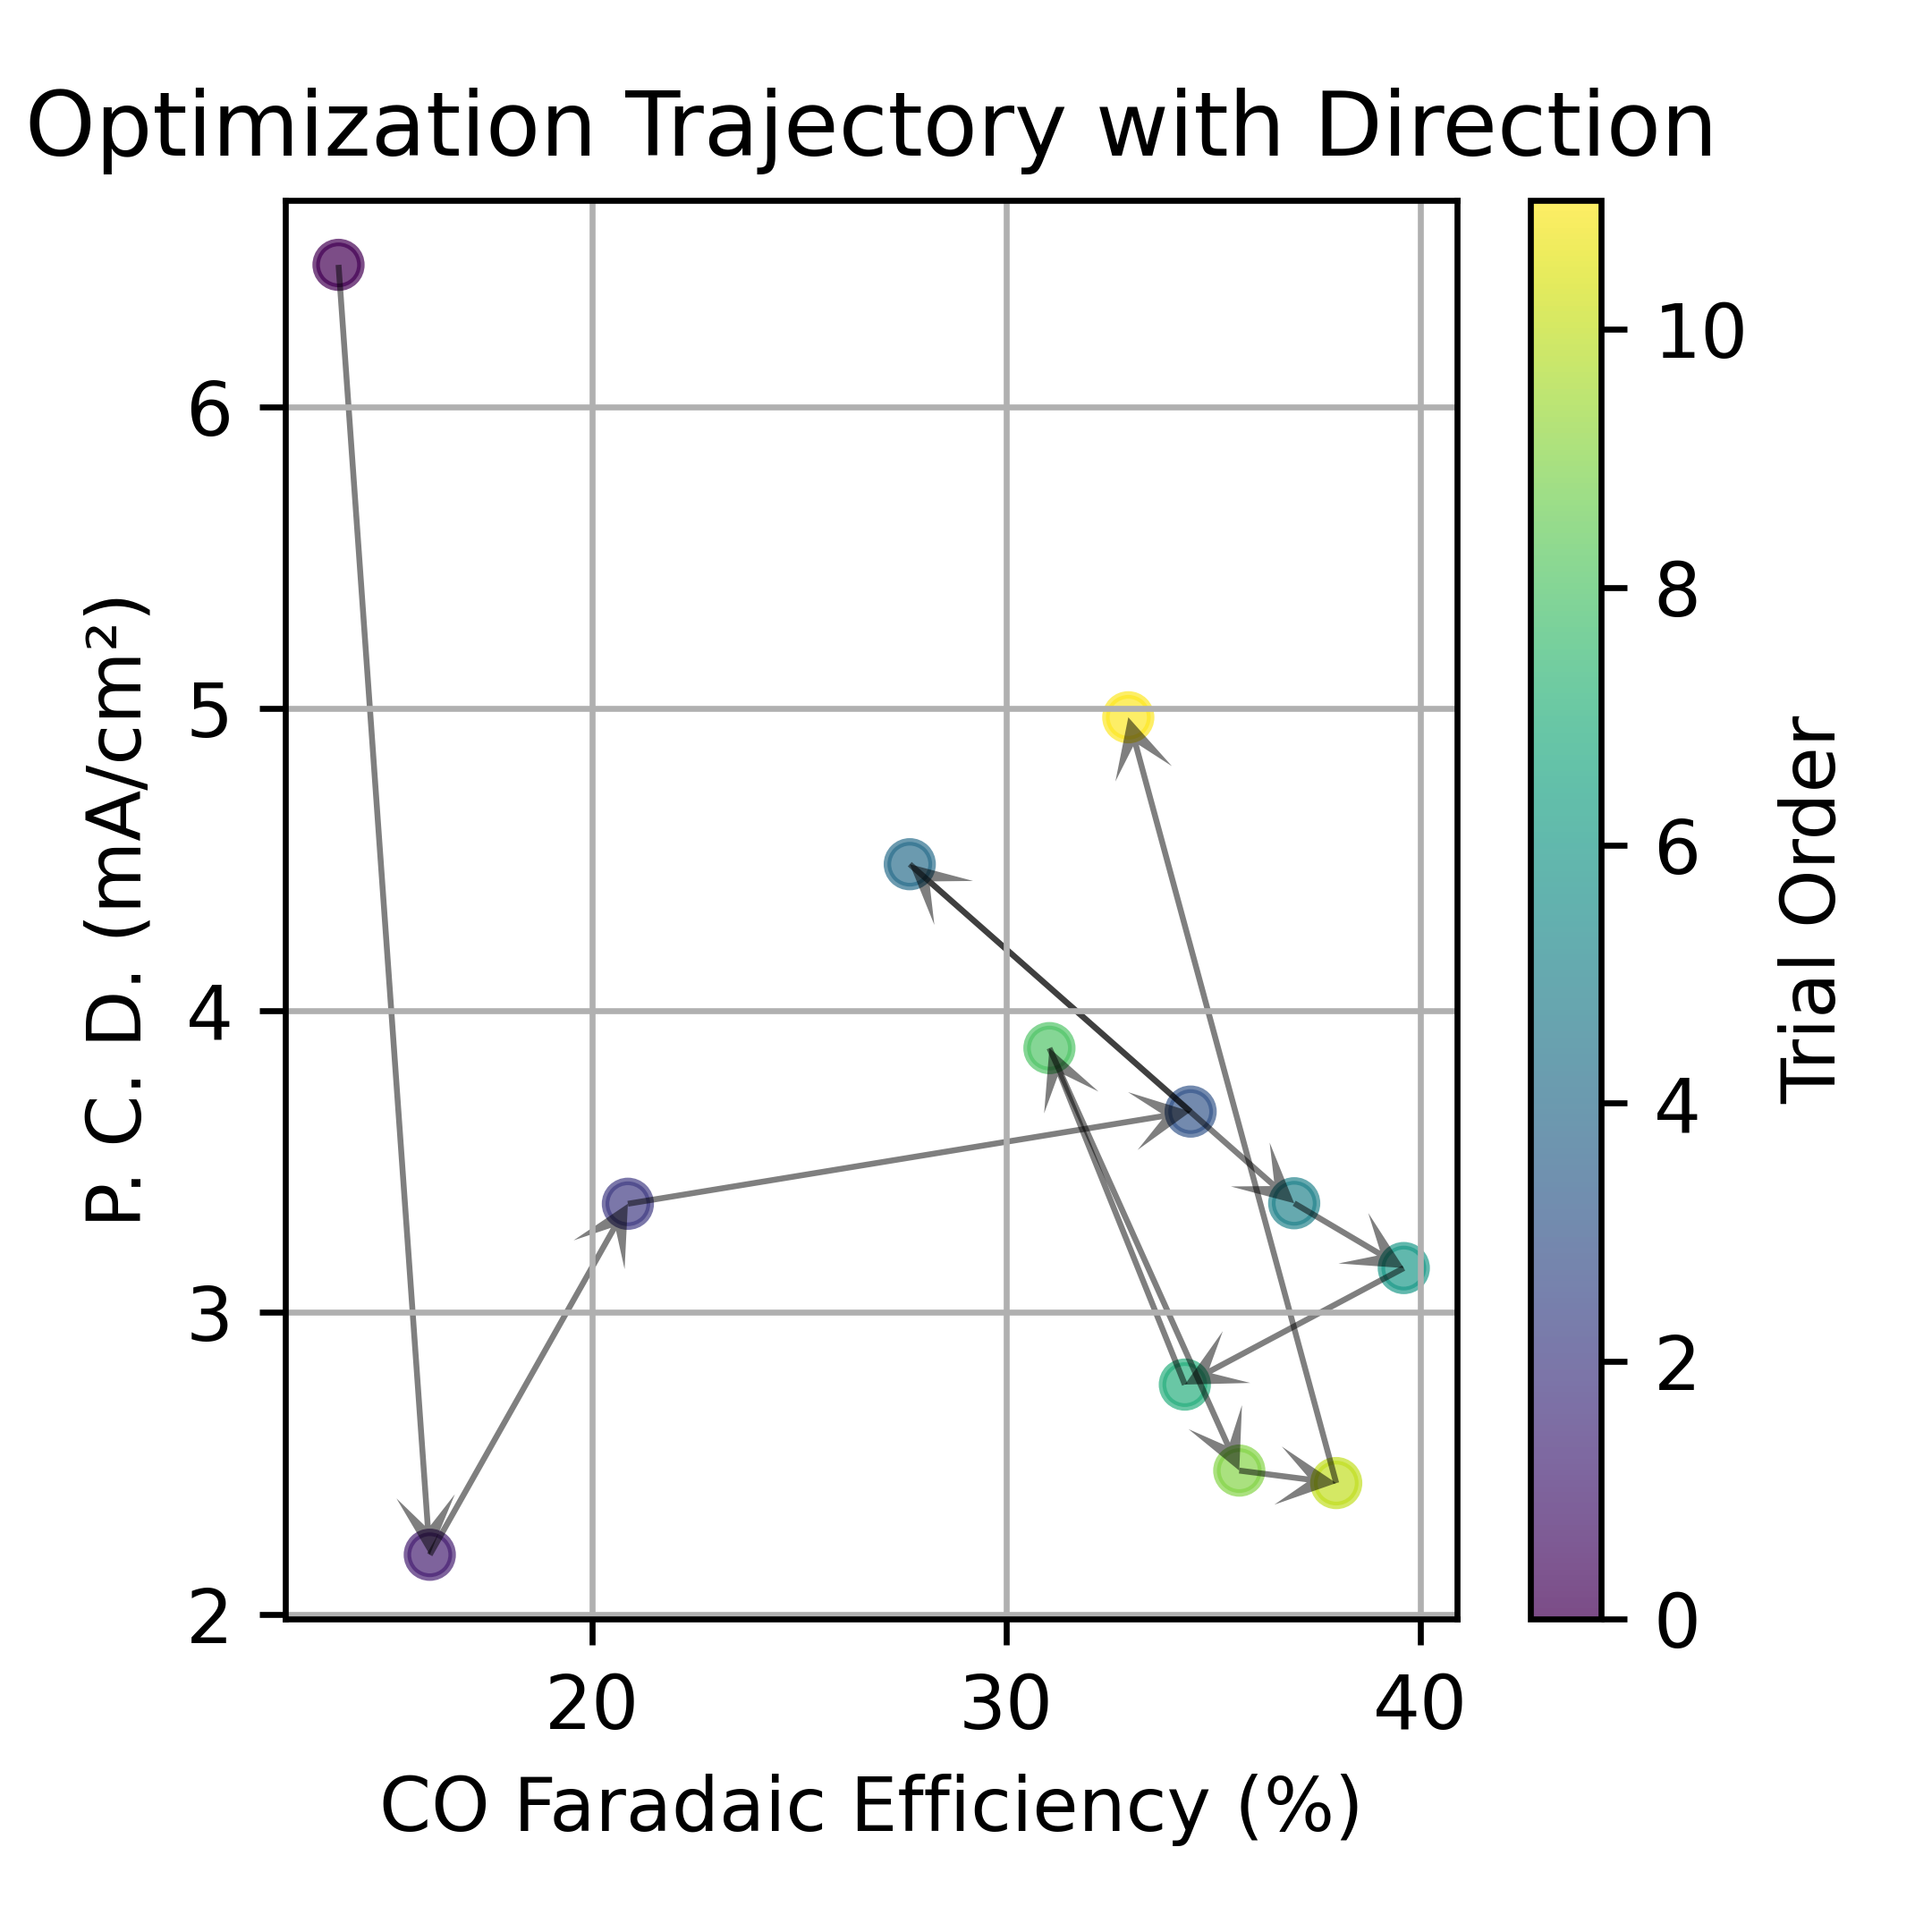 Optimization Trajectory with Direction
P. C. D. (mA/cm²)
6
5
4
3
2
20 30 40
CO Faradaic Efficiency (%)
10
8
6
4
2
0
Trial Order